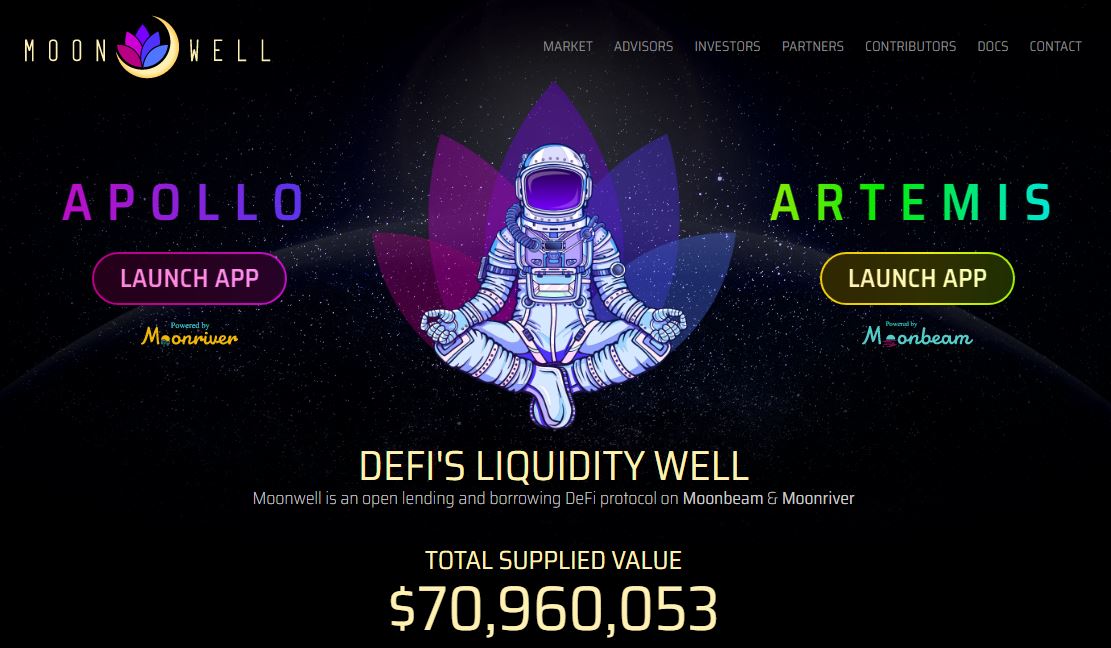 MOONWELL
MARKET ADVISORS INVESTORS PARTNERS CONTRIBUTORS DOCS CONTACT
APOLLO
LAUNCH APP
Powered by
Moonriver
ARTEMIS
LAUNCH APP
Powered by
Moonbeam
DEFI'S LIQUIDITY WELL
Moonwell is an open lending and borrowing DeFi protocol on Moonbeam & Moonriver
TOTAL SUPPLIED VALUE
$70,960,053